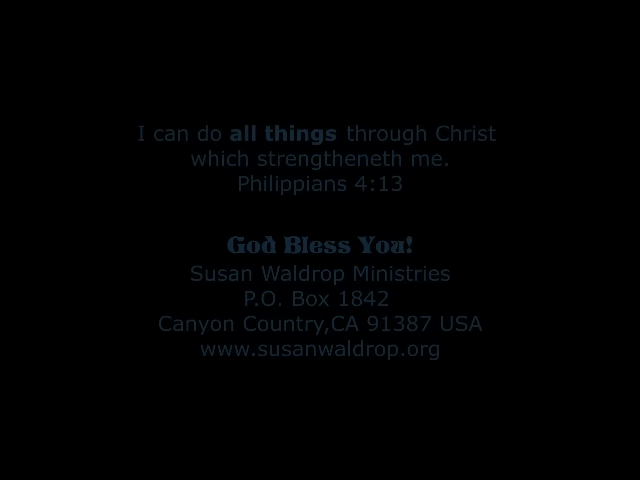 I can do all things through Christ
which strengtheneth me.
Philippians 4:13
God Bless You!
Susan Waldrop Ministries
P.O. Box 1842
Canyon Country,CA 91387 USA
www.susanwaldrop.org